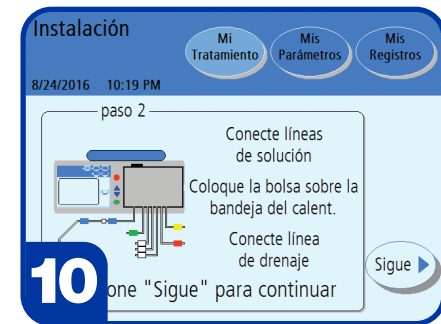 Instalación
Mi
Tratamiento
Mis
Parámetros
Mis
Registros
8/24/2016 10:19 PM
paso 2
Conecte líneas
de solución
Coloque la bolsa sobre la
bandeja del calent.
Conecte línea
de drenaje
Sigue
10
one "Sigue" para continuar